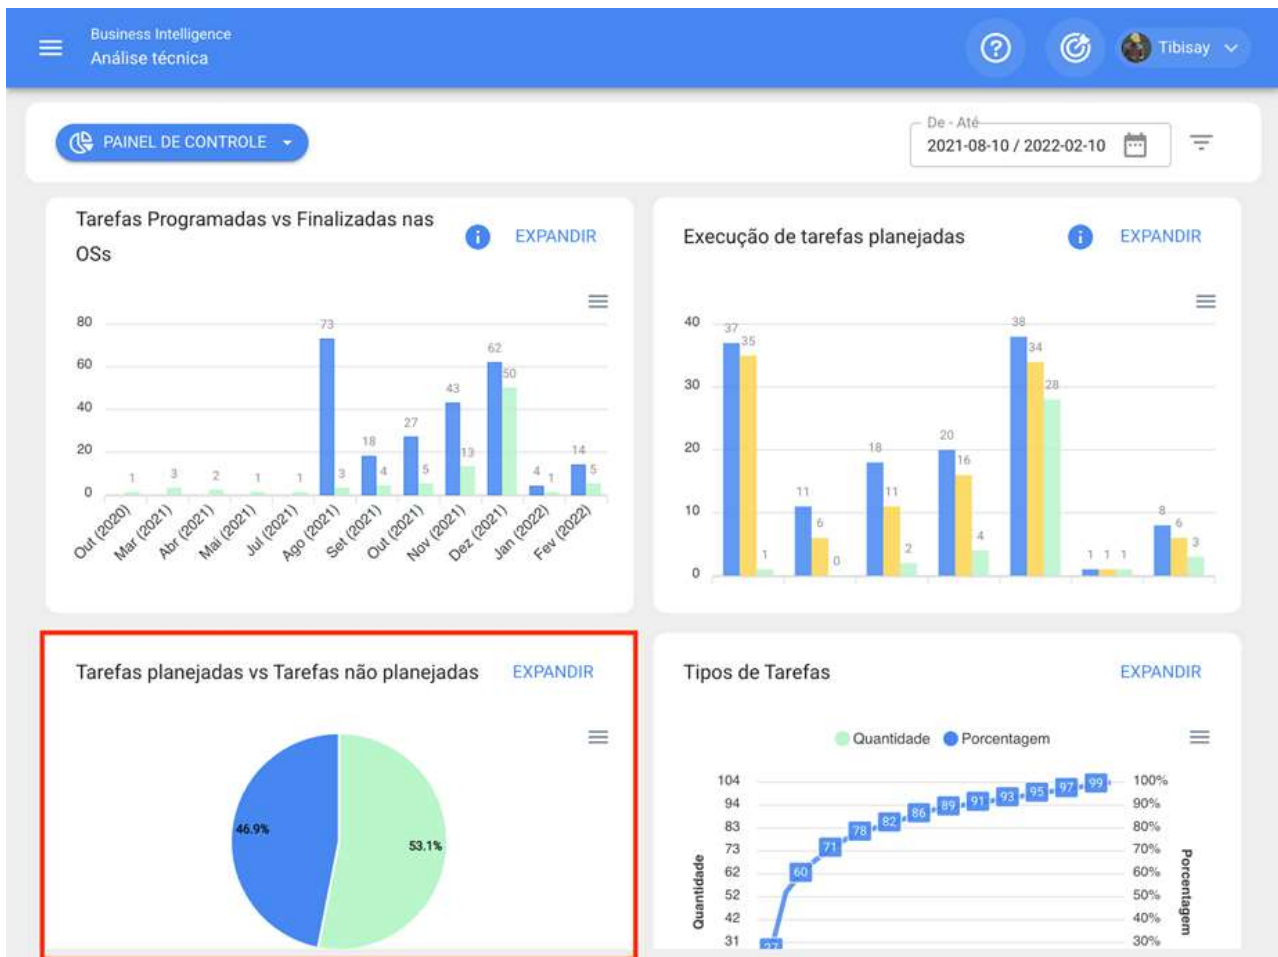 Business Intelligence
Análise técnica
Tibisay
PAINEL DE CONTROLE
De - Até
2021-08-10 / 2022-02-10
Tarefas Programadas vs Finalizadas nas
OSs
EXPANDIR
80
60
40
20
0
1 3 2 1 1 73 3 18 4 27 5 43 13 62 50 4 1 14 5
Out (2020) Mar (2021) Abr (2021) Mai (2021) Jul (2021) Ago (2021) Set (2021) Out (2021) Nov (2021) Dez (2021) Jan (2022) Fev (2022)
Execução de tarefas planejadas
EXPANDIR
40
30
20
10
0
37 35 1 11 6 0 18 11 2 20 16 4 38 34 28 1 1 1 8 6 3
Tarefas planejadas vs Tarefas não planejadas
EXPANDIR
46.9%
53.1%
Tipos de Tarefas
EXPANDIR
Quantidade Porcentagem
104 100%
94 90%
83 80%
73 70%
62 60%
52 50%
42 40%
31 30%
Quantidade
27 60 71 78 82 86 89 91 93 95 97 99
Porcentagem